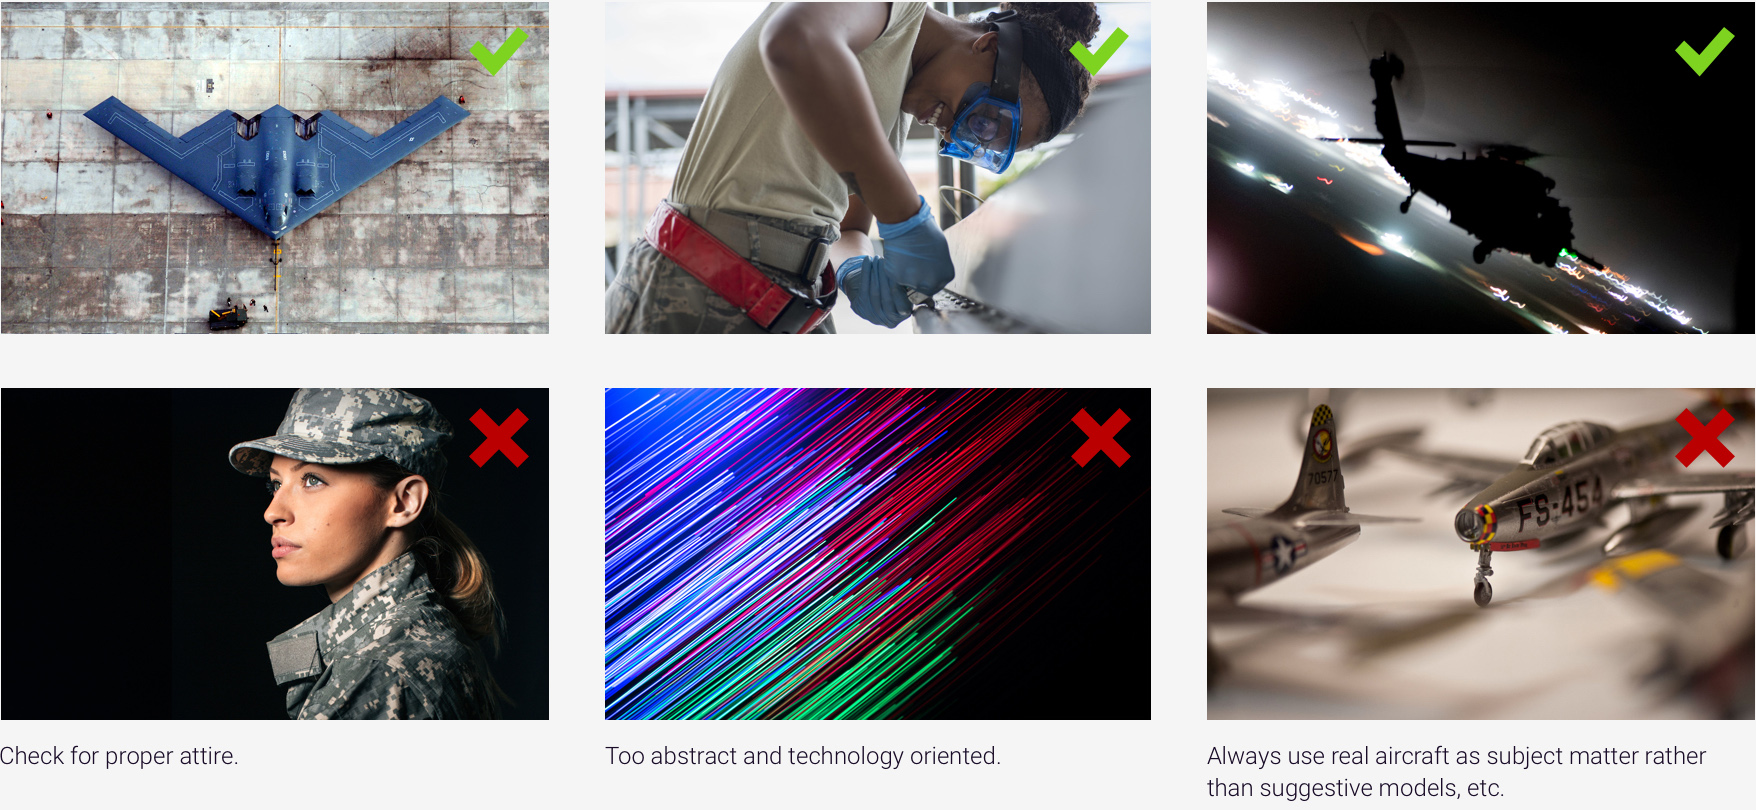 70577
FS-454
Check for proper attire.
Too abstract and technology oriented.
Always use real aircraft as subject matter rather
than suggestive models, etc.